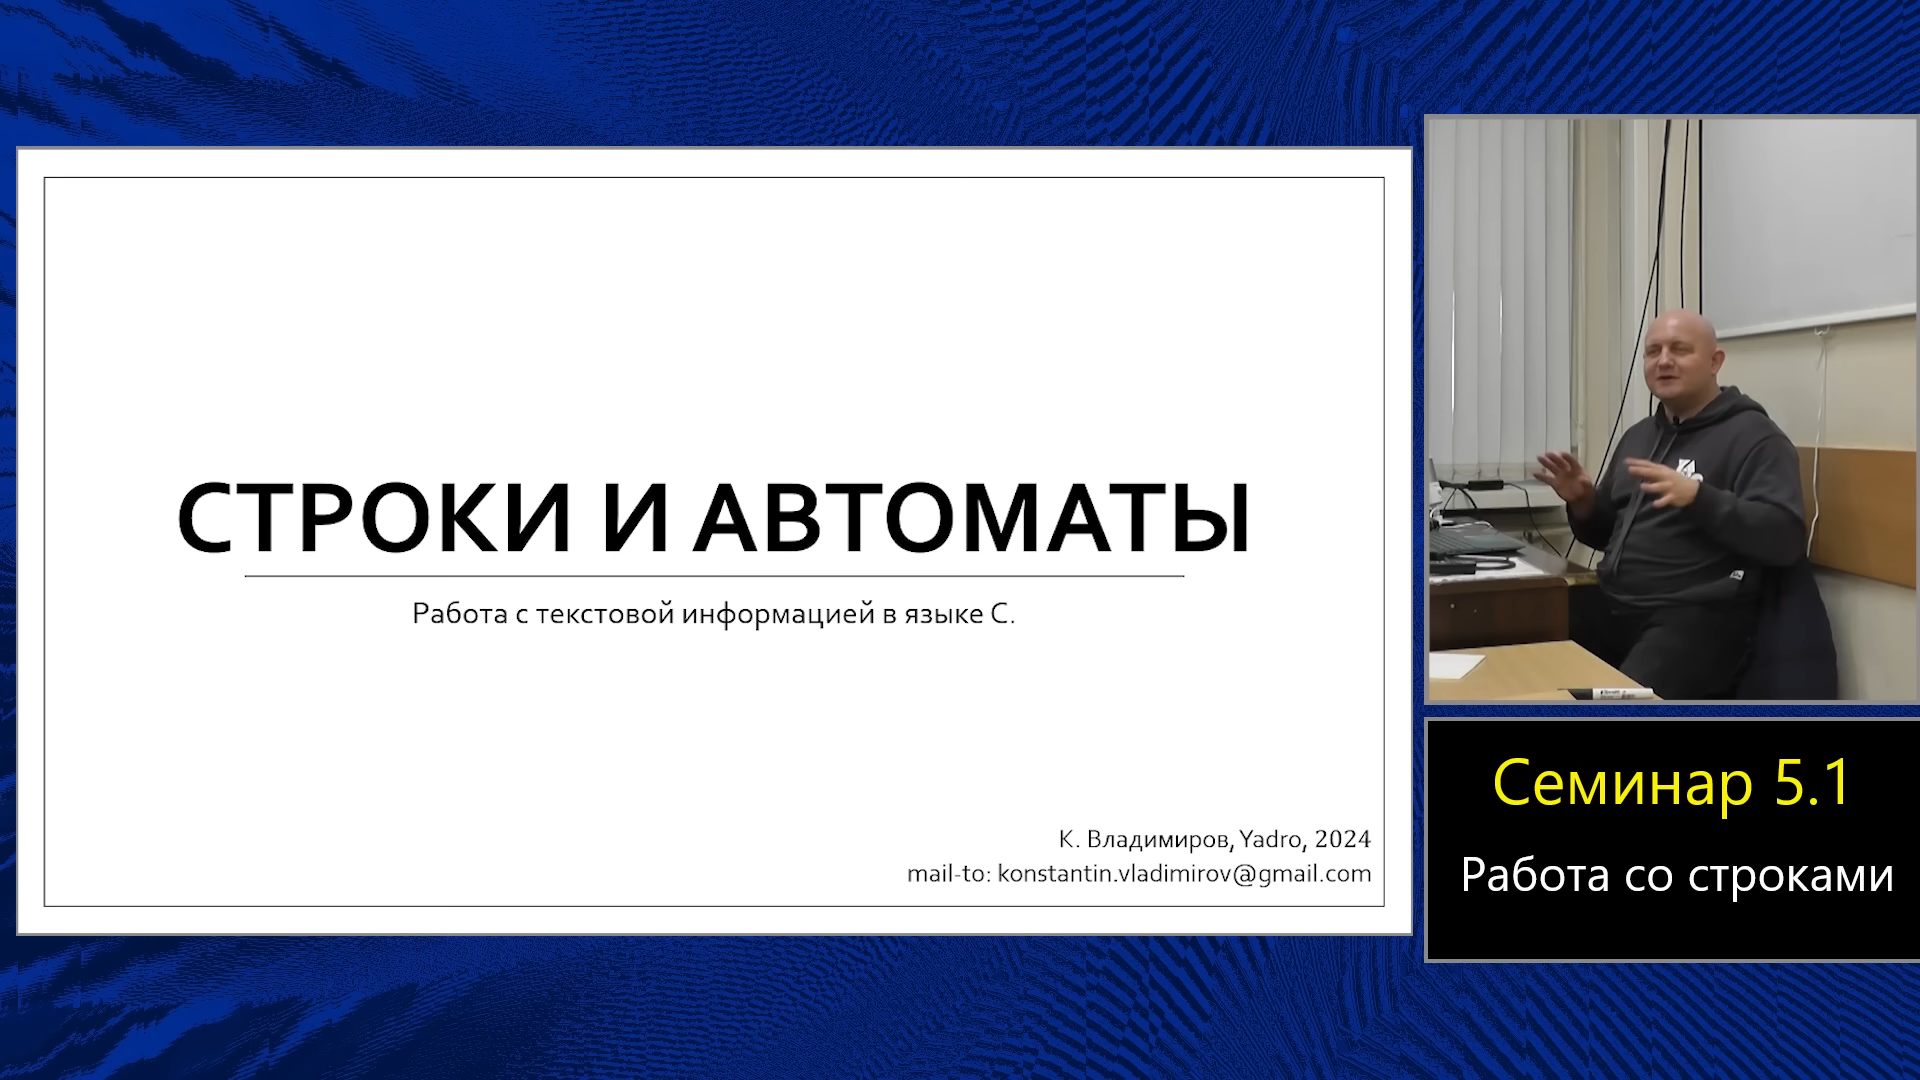 СТРОКИ И АВТОМАТЫ
Работа с текстовой информацией в языке C.
К. Владимиров, Yadro, 2024
mail-to: konstantin.vladimirov@gmail.com
Семинар 5.1
Работа со строками